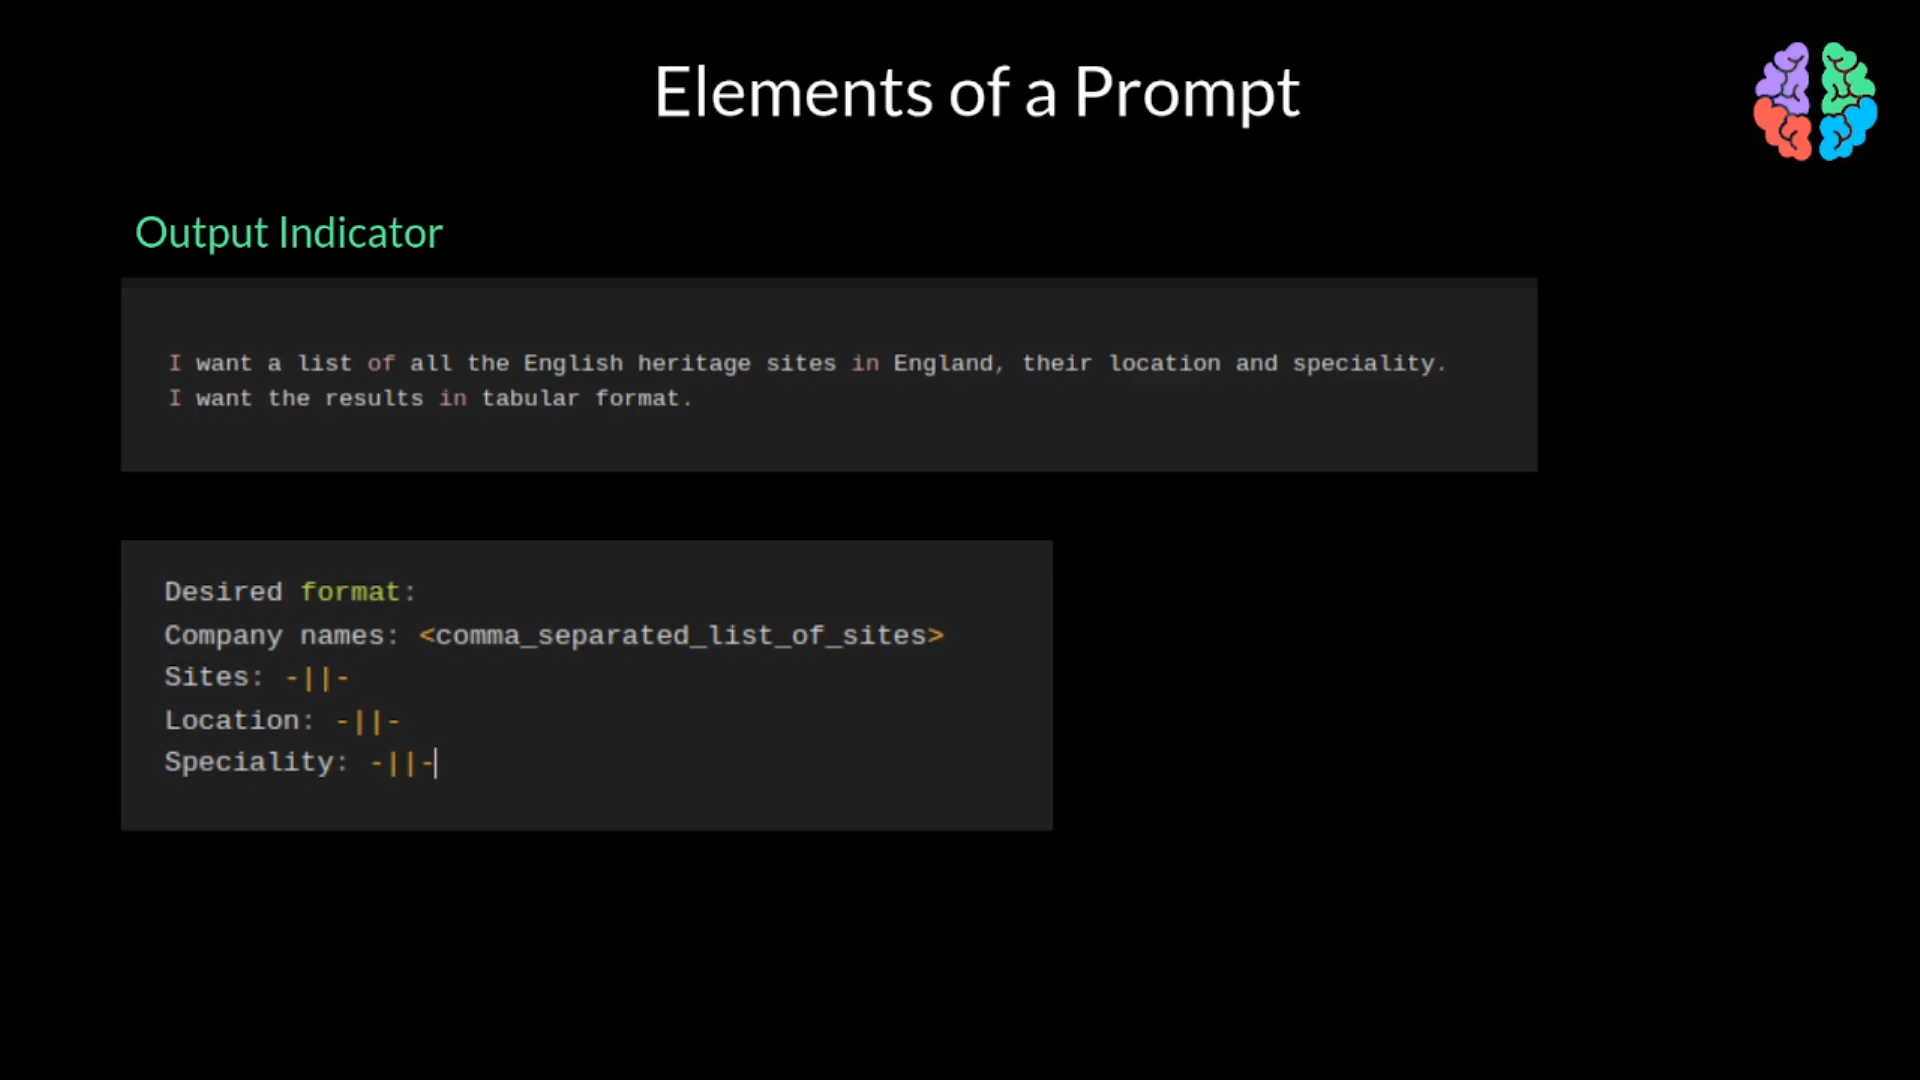 Elements of a Prompt
Output Indicator
I want a list of all the English heritage sites in England, their location and speciality.
I want the results in tabular format.
Desired format:
Company names: <comma_separated_list_of_sites>
Sites: -||-
Location: -||-
Speciality: -||-